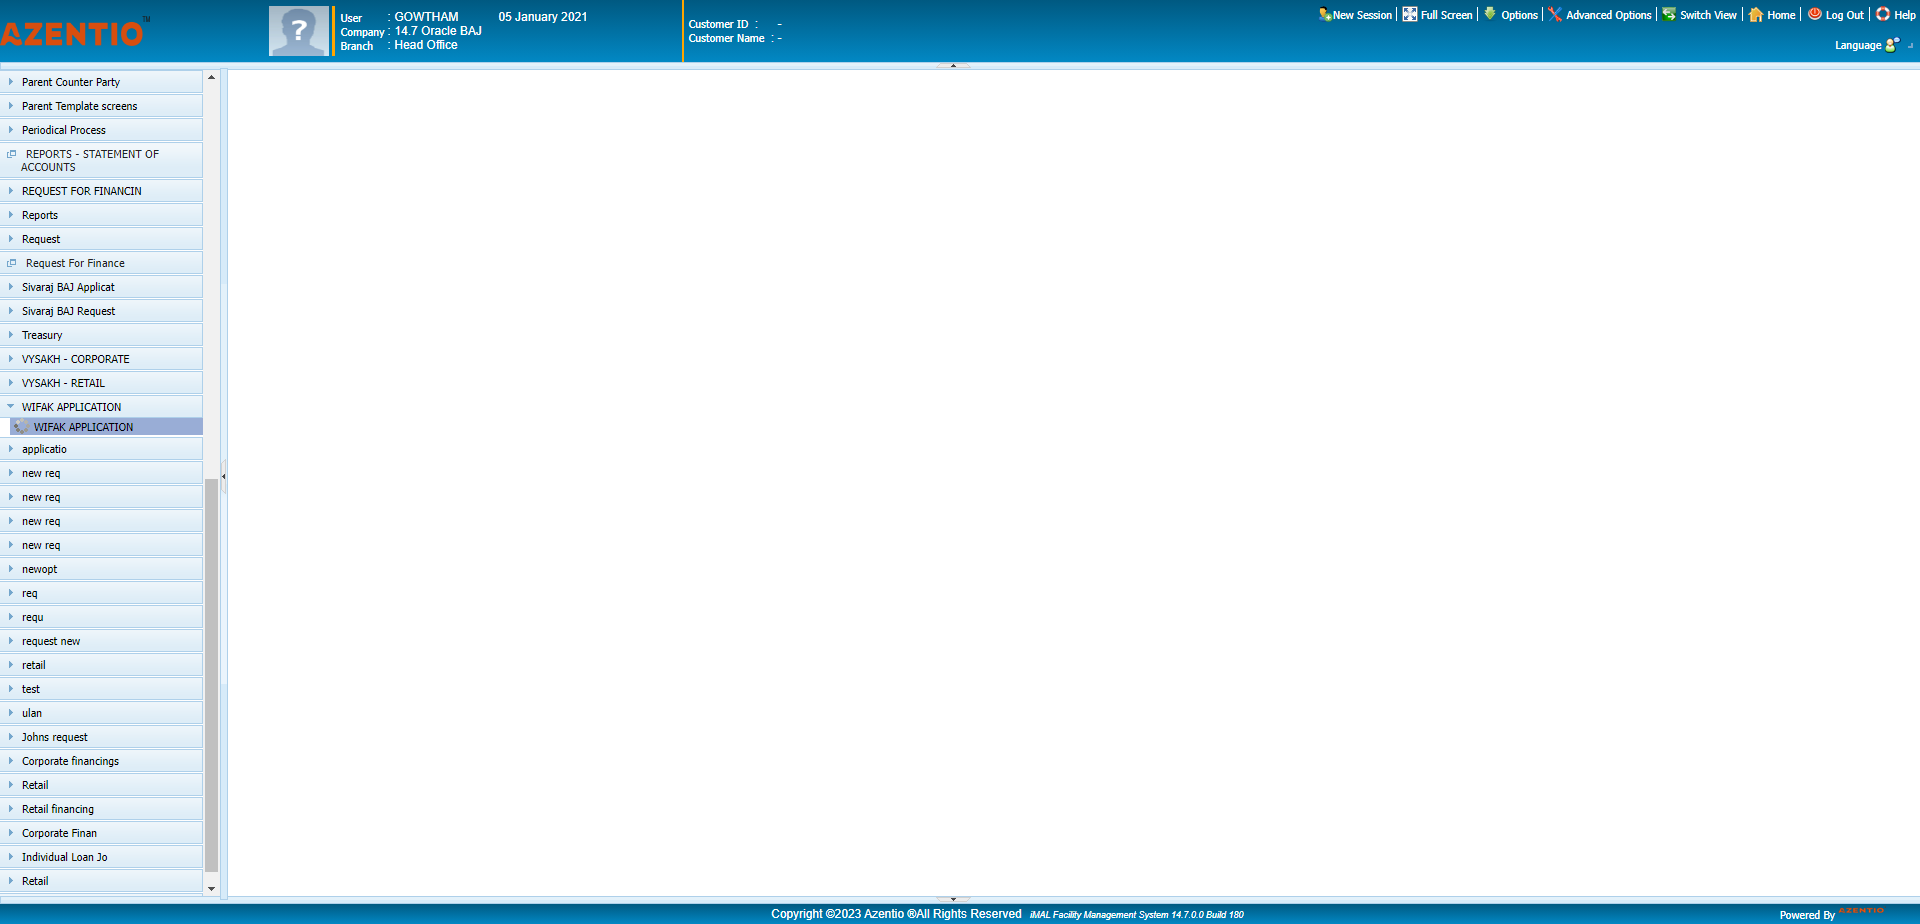 AZENTIO™
?
User : GOWTHAM 05 January 2021
Company : 14.7 Oracle BAJ
Branch : Head Office
Customer ID : -
Customer Name : -
New Session Full Screen Options Advanced Options Switch View Home Log Out Help
Language
Parent Counter Party
Parent Template screens
Periodical Process
REPORTS - STATEMENT OF
ACCOUNTS
REQUEST FOR FINANCIN
Reports
Request
Request For Finance
Sivaraj BAJ Applicat
Sivaraj BAJ Request
Treasury
VYSAKH - CORPORATE
VYSAKH - RETAIL
WIFAK APPLICATION
WIFAK APPLICATION
applicatio
new req
new req
new req
new req
newopt
req
requ
request new
retail
test
ulan
Johns request
Corporate financings
Retail
Retail financing
Corporate Finan
Individual Loan Jo
Retail
Copyright ©2023 Azentio ®All Rights Reserved iMAL Facility Management System 14.7.0.0 Build 180
Powered By AZENTIO